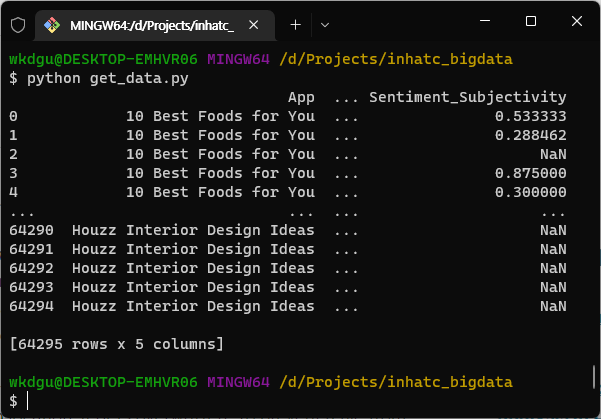 MINGW64:/d/Projects/inhatc_
wkdgu@DESKTOP-EMHVR06 MINGW64 /d/Projects/inhatc_bigdata
$ python get_data.py
                               App  ... Sentiment_Subjectivity
0            10 Best Foods for You  ...               0.533333
1            10 Best Foods for You  ...               0.288462
2            10 Best Foods for You  ...                    NaN
3            10 Best Foods for You  ...               0.875000
4            10 Best Foods for You  ...               0.300000
...                            ...  ...                    ...
64290  Houzz Interior Design Ideas  ...                    NaN
64291  Houzz Interior Design Ideas  ...                    NaN
64292  Houzz Interior Design Ideas  ...                    NaN
64293  Houzz Interior Design Ideas  ...                    NaN
64294  Houzz Interior Design Ideas  ...                    NaN
[64295 rows x 5 columns]
wkdgu@DESKTOP-EMHVR06 MINGW64 /d/Projects/inhatc_bigdata
$